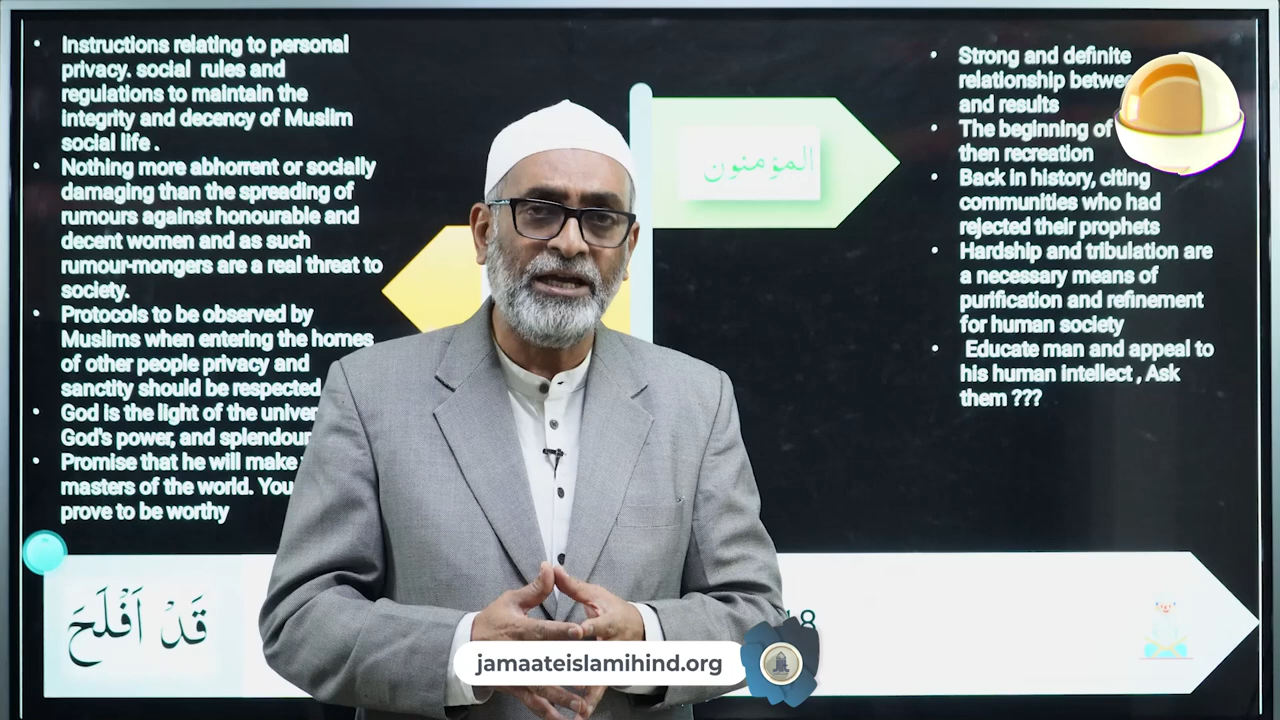 • Instructions relating to personal
privacy. social rules and
regulations to maintain the
integrity and decency of Muslim
social life .
• Nothing more abhorrent or socially
damaging than the spreading of
rumours against honourable and
decent women and as such
rumour-mongers are a real threat to
society.
• Protocols to be observed by
Muslims when entering the homes
of other people privacy and
sanctity should be respected
• God is the light of the
God's power, and splendour
• Promise that he will make
masters of the world. You
prove to be worthy
المؤمنون
• Strong and definite
relationship
and results
• The beginning of
then recreation
• Back in history, citing
communities who had
rejected their prophets
• Hardship and tribulation are
a necessary means of
purification and refinement
for human society
• Educate man and appeal to
his human intellect , Ask
them ???
قَدْ اَفْلَحَ
jamaateislamihind.org